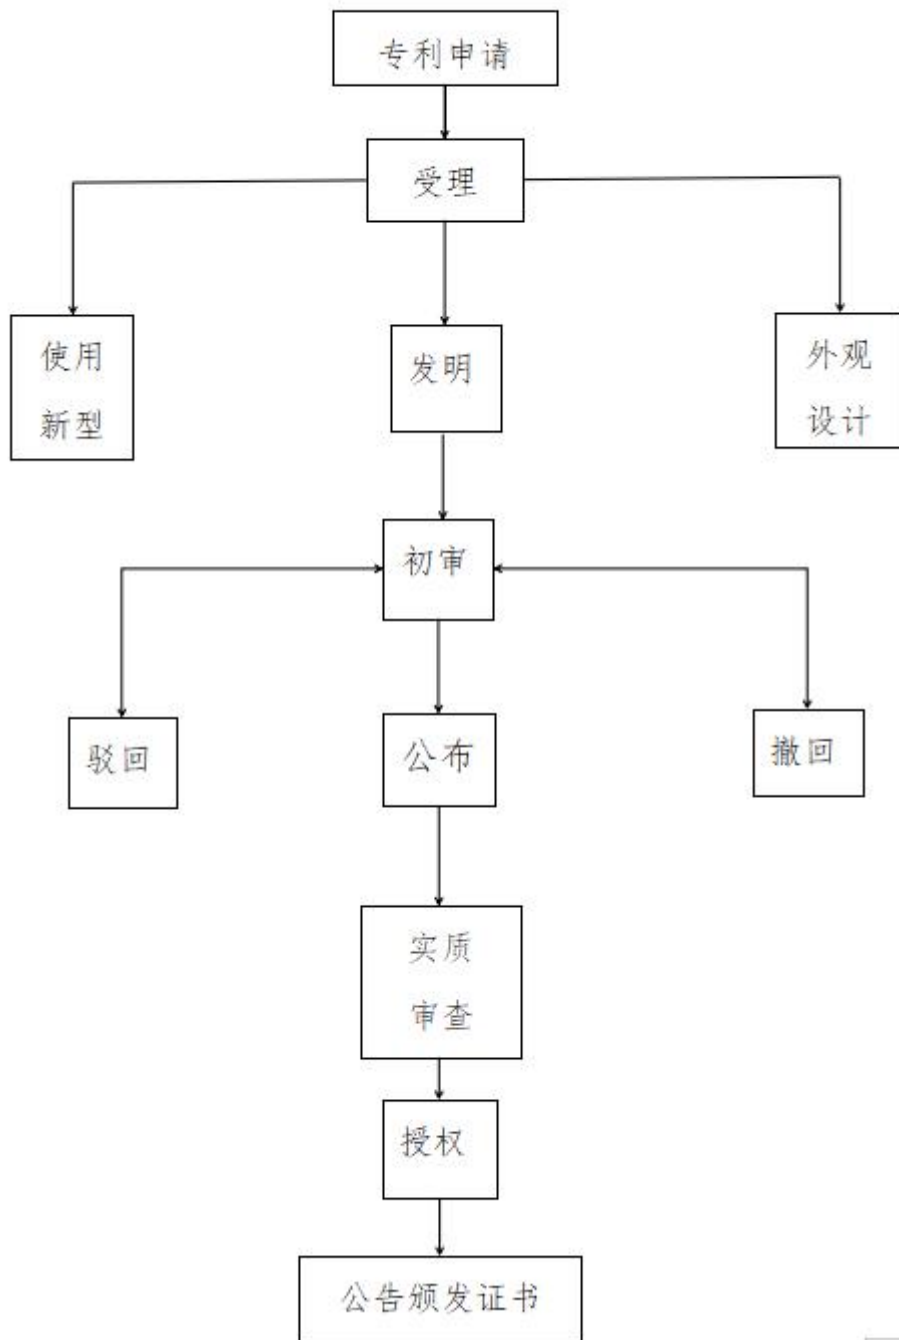 专利申请
受理
使用
新型
发明
外观
设计
初审
驳回
公布
撤回
实质
审查
授权
公告颁发证书